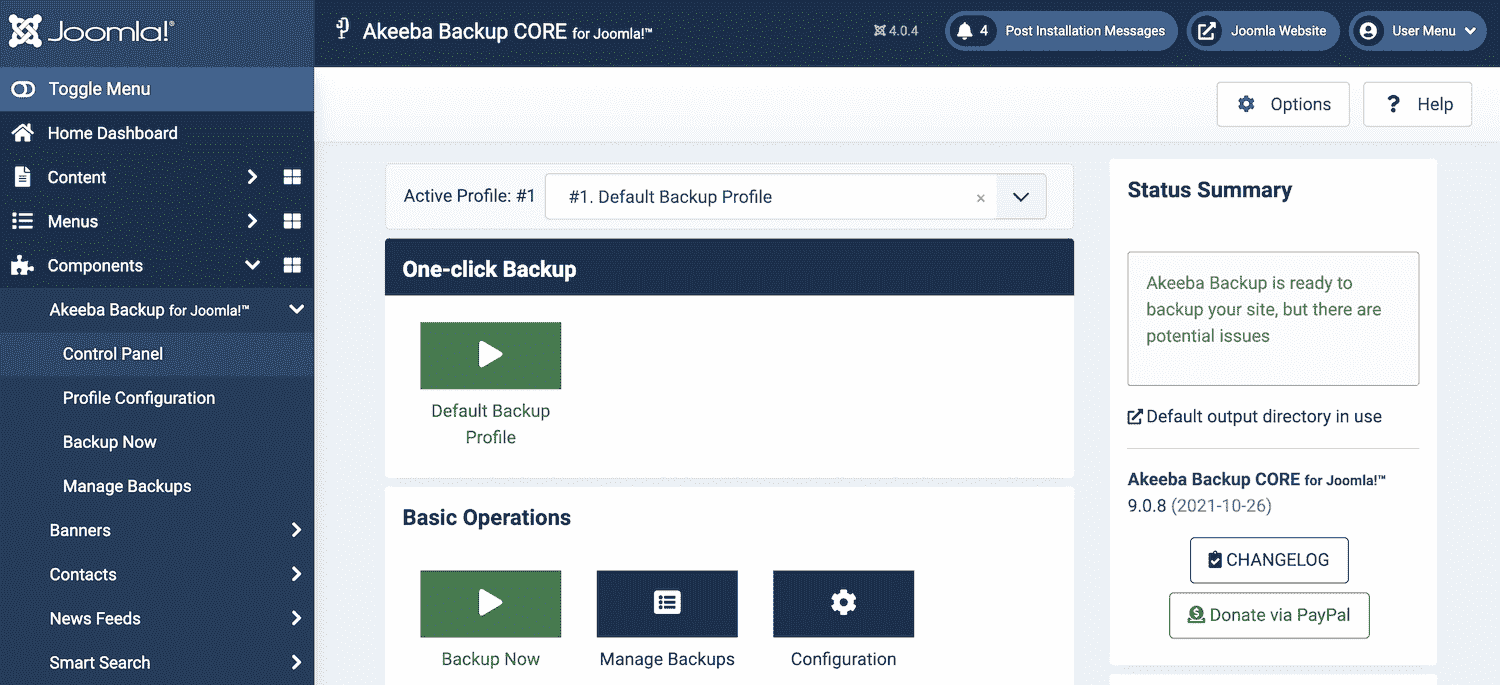 Joomla!®
Akeeba Backup CORE for Joomla!™
4.0.4
4 Post Installation Messages
Joomla Website
User Menu
Toggle Menu
Home Dashboard
Content
Menus
Components
Akeeba Backup for Joomla!™
Control Panel
Profile Configuration
Backup Now
Manage Backups
Banners
Contacts
News Feeds
Smart Search
Options
? Help
Active Profile: #1
#1. Default Backup Profile ×
One-click Backup
Default Backup
Profile
Basic Operations
Backup Now
Manage Backups
Configuration
Status Summary
Akeeba Backup is ready to
backup your site, but there are
potential issues
Default output directory in use
Akeeba Backup CORE for Joomla!™
9.0.8 (2021-10-26)
CHANGELOG
Donate via PayPal